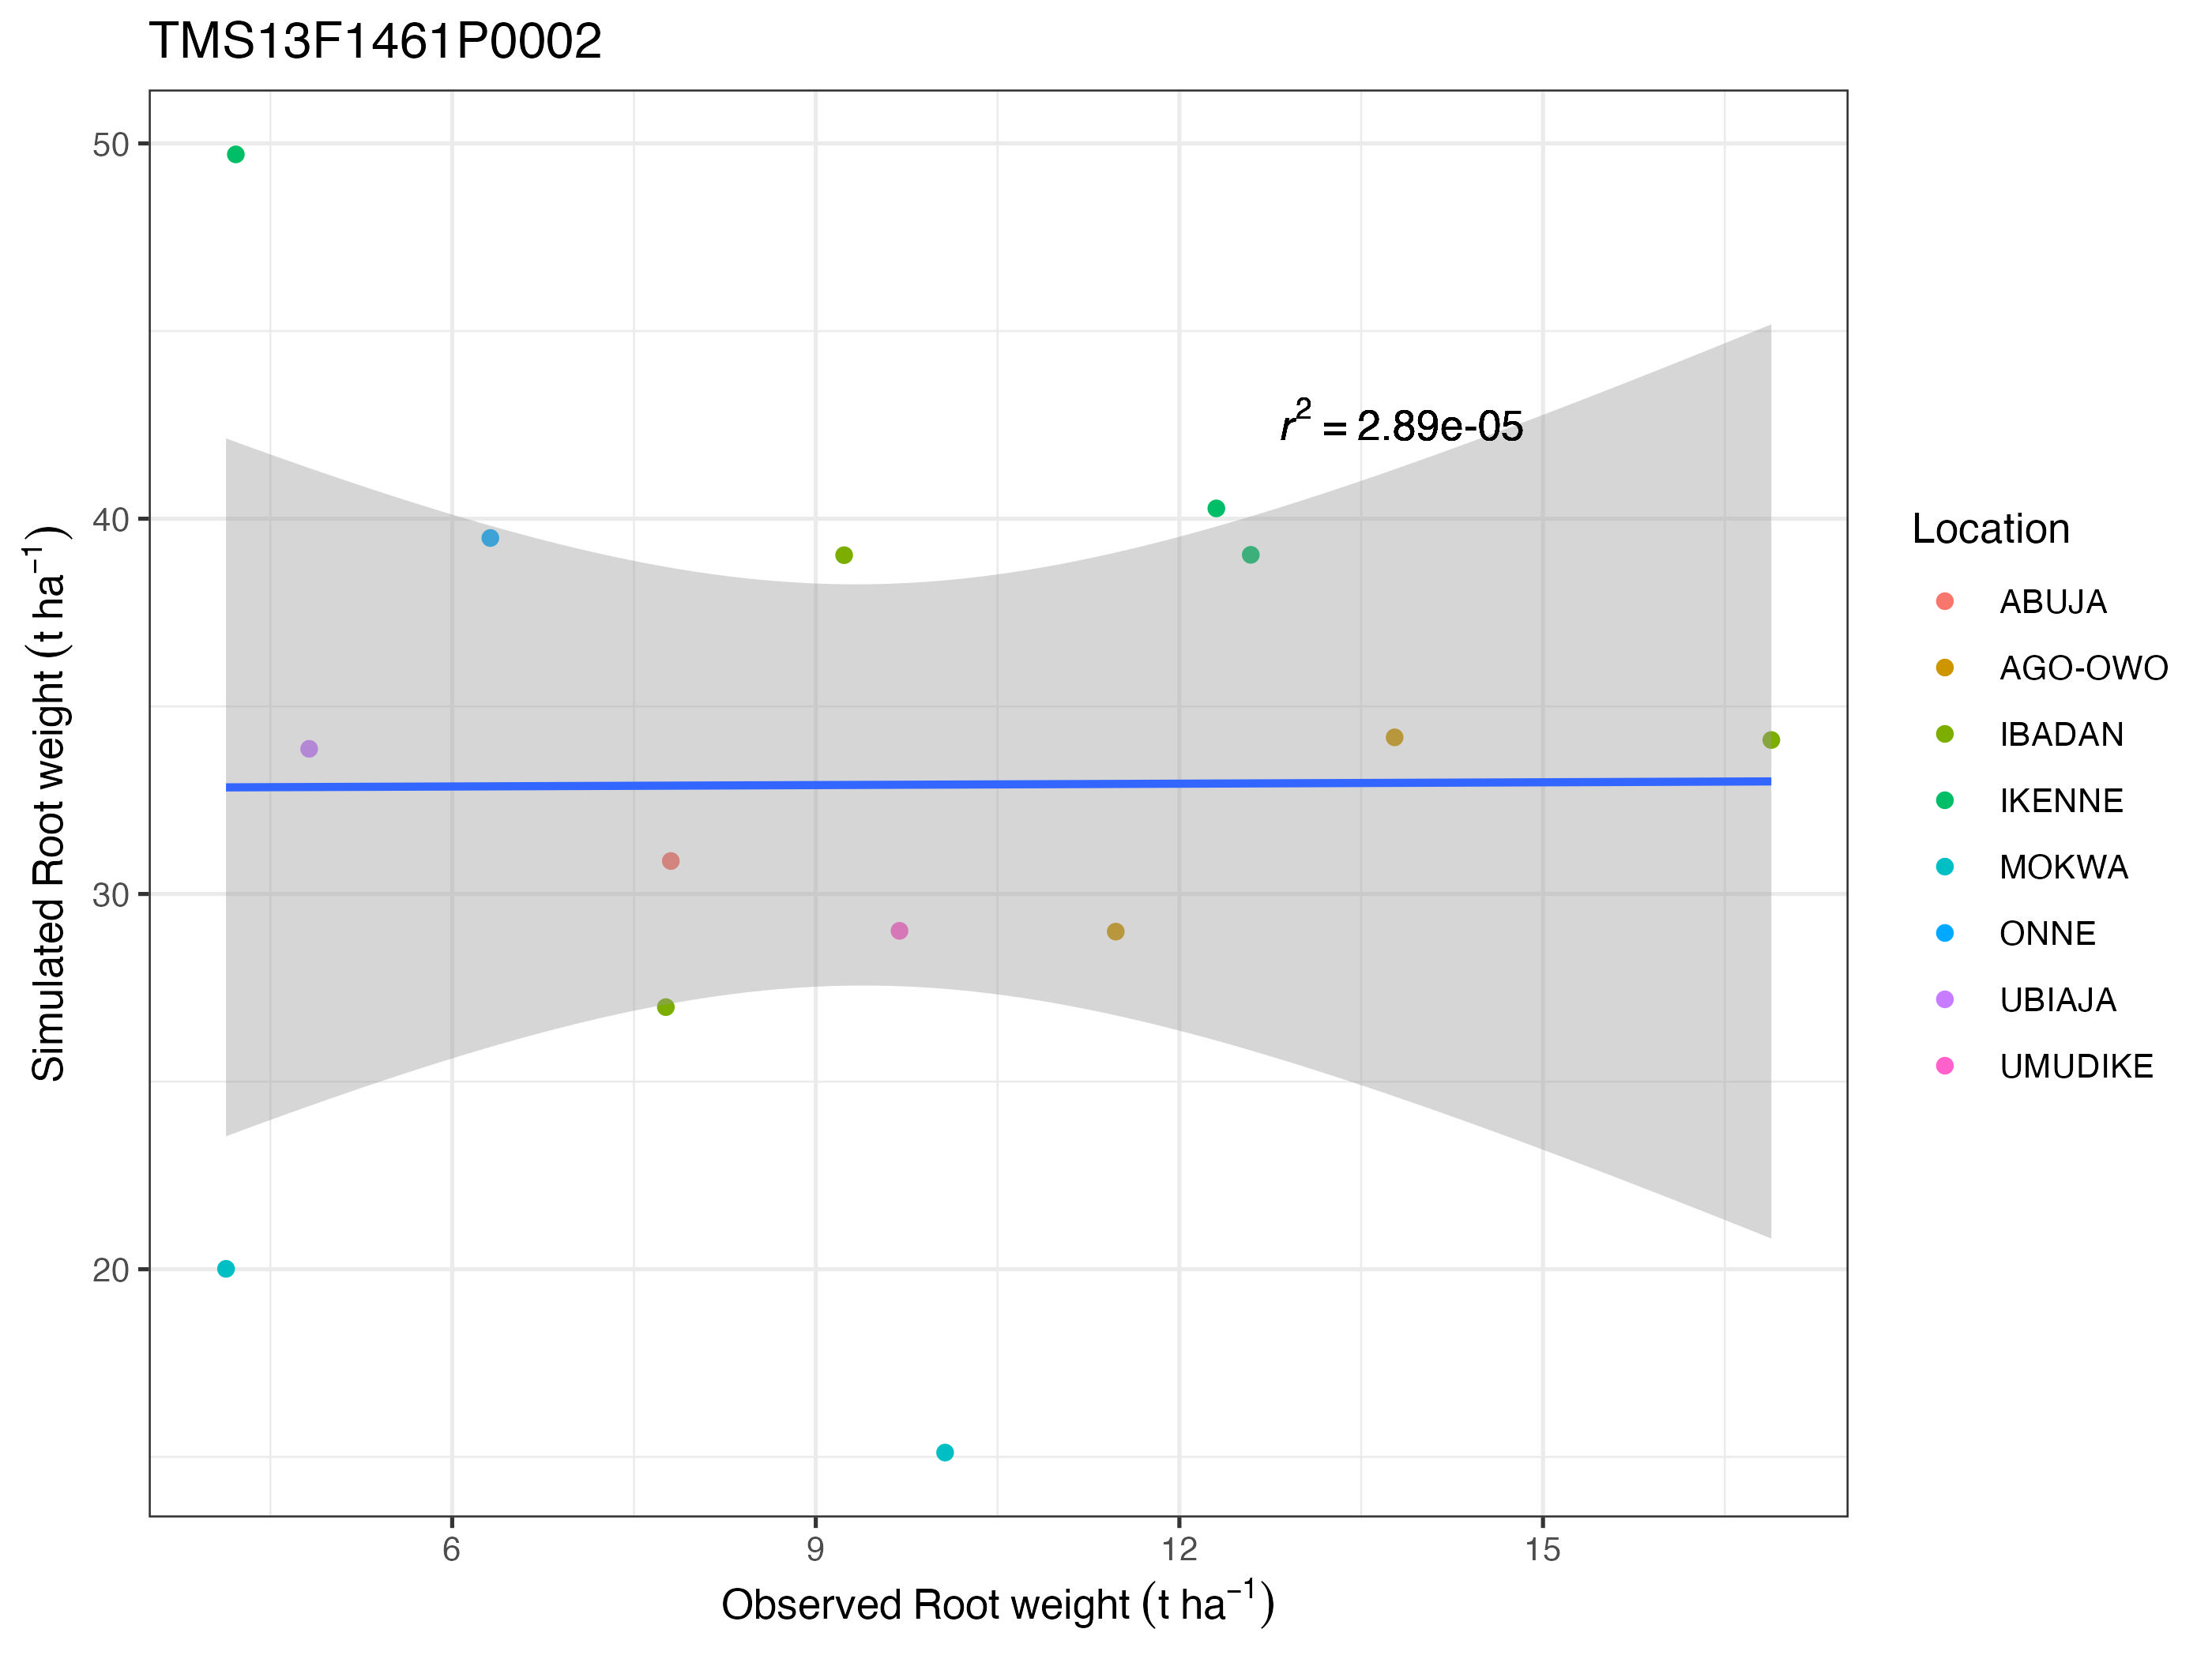 TMS13F1461P0002
50
40
30
20
Simulated Root weight (t ha⁻¹)
r² = 2.89e-05
6 9 12 15
Observed Root weight (t ha⁻¹)
Location
ABUJA
AGO-OWO
IBADAN
IKENNE
MOKWA
ONNE
UBIAJA
UMUDIKE